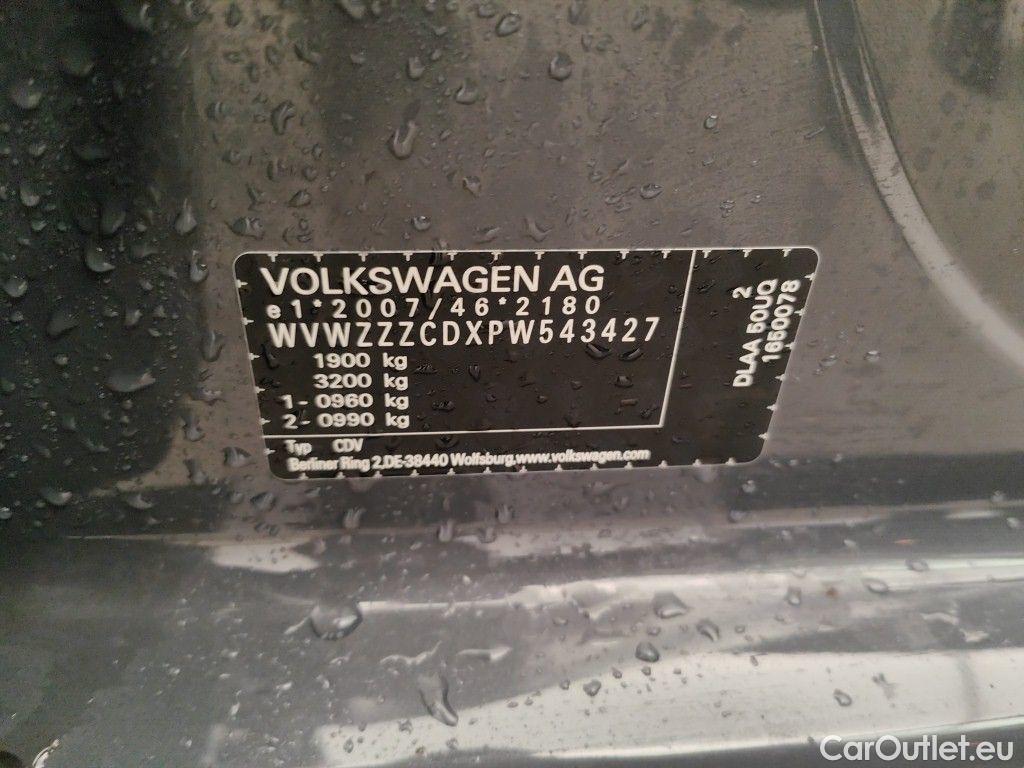 VOLKSWAGEN AG
e1*2007/46*2180
WVWZZZCDXPW543427
1900 kg
3200 kg
1- 0960 kg
2- 0990 kg
Typ CDV
Berliner Ring 2,DE-38440 Wolfsburg,www.volkswagen.com
2
DLAA 50UQ
1650078
CarOutlet.eu